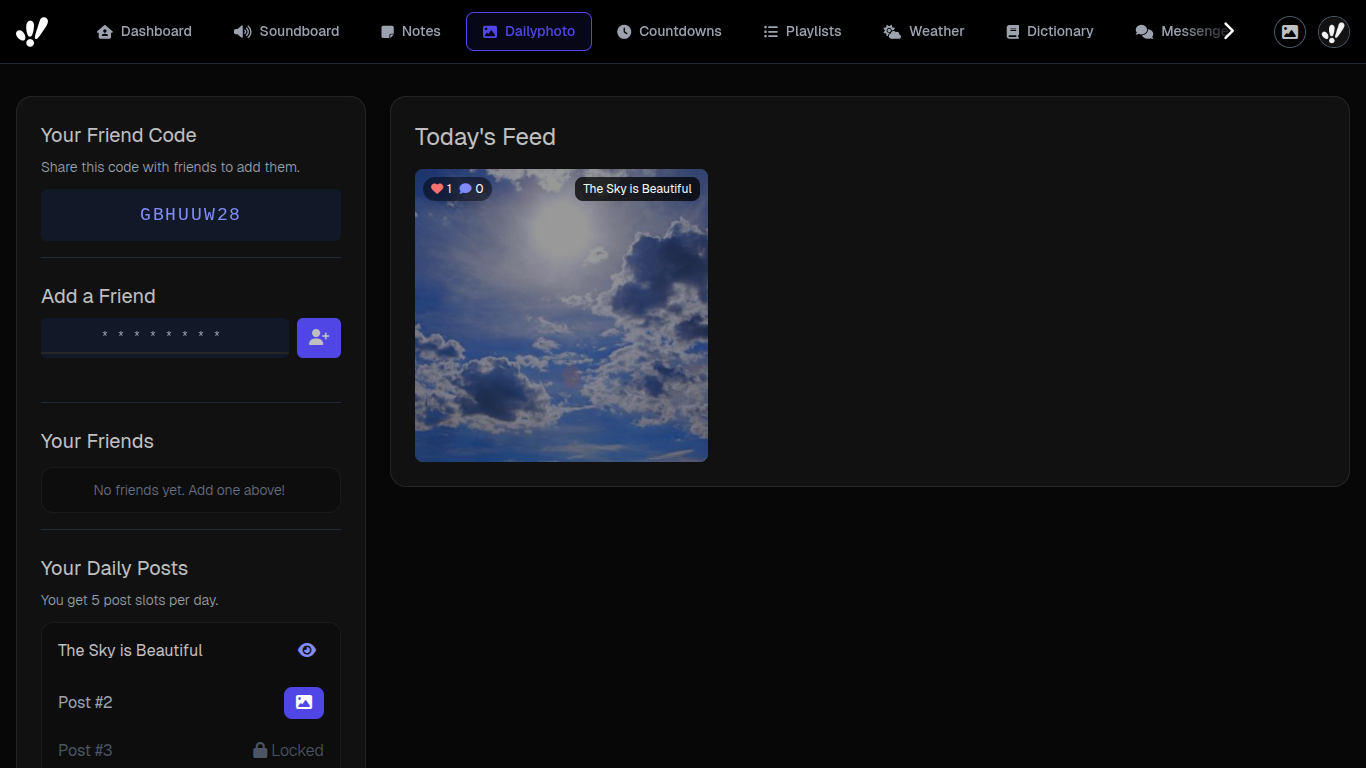 Dashboard
Soundboard
Notes
Dailyphoto
Countdowns
Playlists
Weather
Dictionary
Messenge
Your Friend Code
Share this code with friends to add them.
GBHUUW28
Add a Friend
* * * * * * * *
Your Friends
No friends yet. Add one above!
Your Daily Posts
You get 5 post slots per day.
The Sky is Beautiful
Post #2
Post #3 Locked
Today's Feed
1 0 The Sky is Beautiful